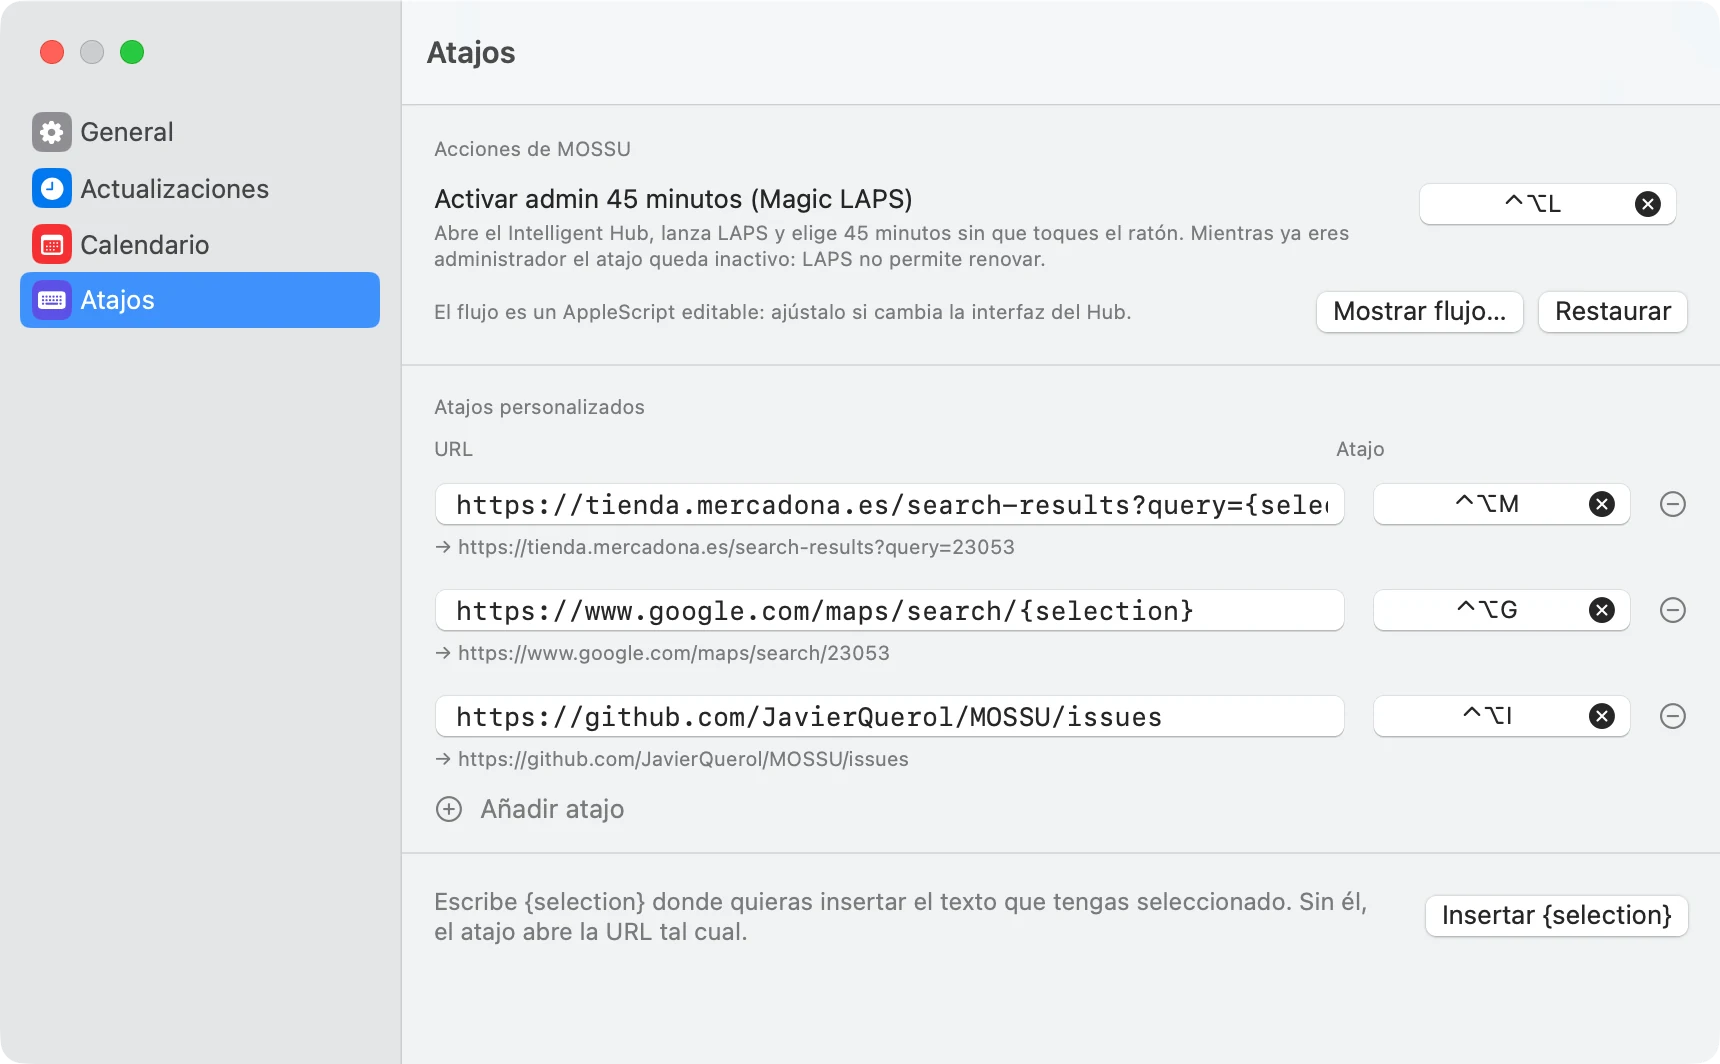 Atajos
General
Actualizaciones
Calendario
Atajos
Acciones de MOSSU
Activar admin 45 minutos (Magic LAPS)
^⌥L
Abre el Intelligent Hub, lanza LAPS y elige 45 minutos sin que toques el ratón. Mientras ya eres
administrador el atajo queda inactivo: LAPS no permite renovar.
El flujo es un AppleScript editable: ajústalo si cambia la interfaz del Hub.
Mostrar flujo...
Restaurar
Atajos personalizados
URL
Atajo
https://tienda.mercadona.es/search-results?query={selec
^⌥M
→ https://tienda.mercadona.es/search-results?query=23053
https://www.google.com/maps/search/{selection}
^⌥G
→ https://www.google.com/maps/search/23053
https://github.com/JavierQuerol/MOSSU/issues
^⌥I
→ https://github.com/JavierQuerol/MOSSU/issues
Añadir atajo
Escribe {selection} donde quieras insertar el texto que tengas seleccionado. Sin él,
el atajo abre la URL tal cual.
Insertar {selection}